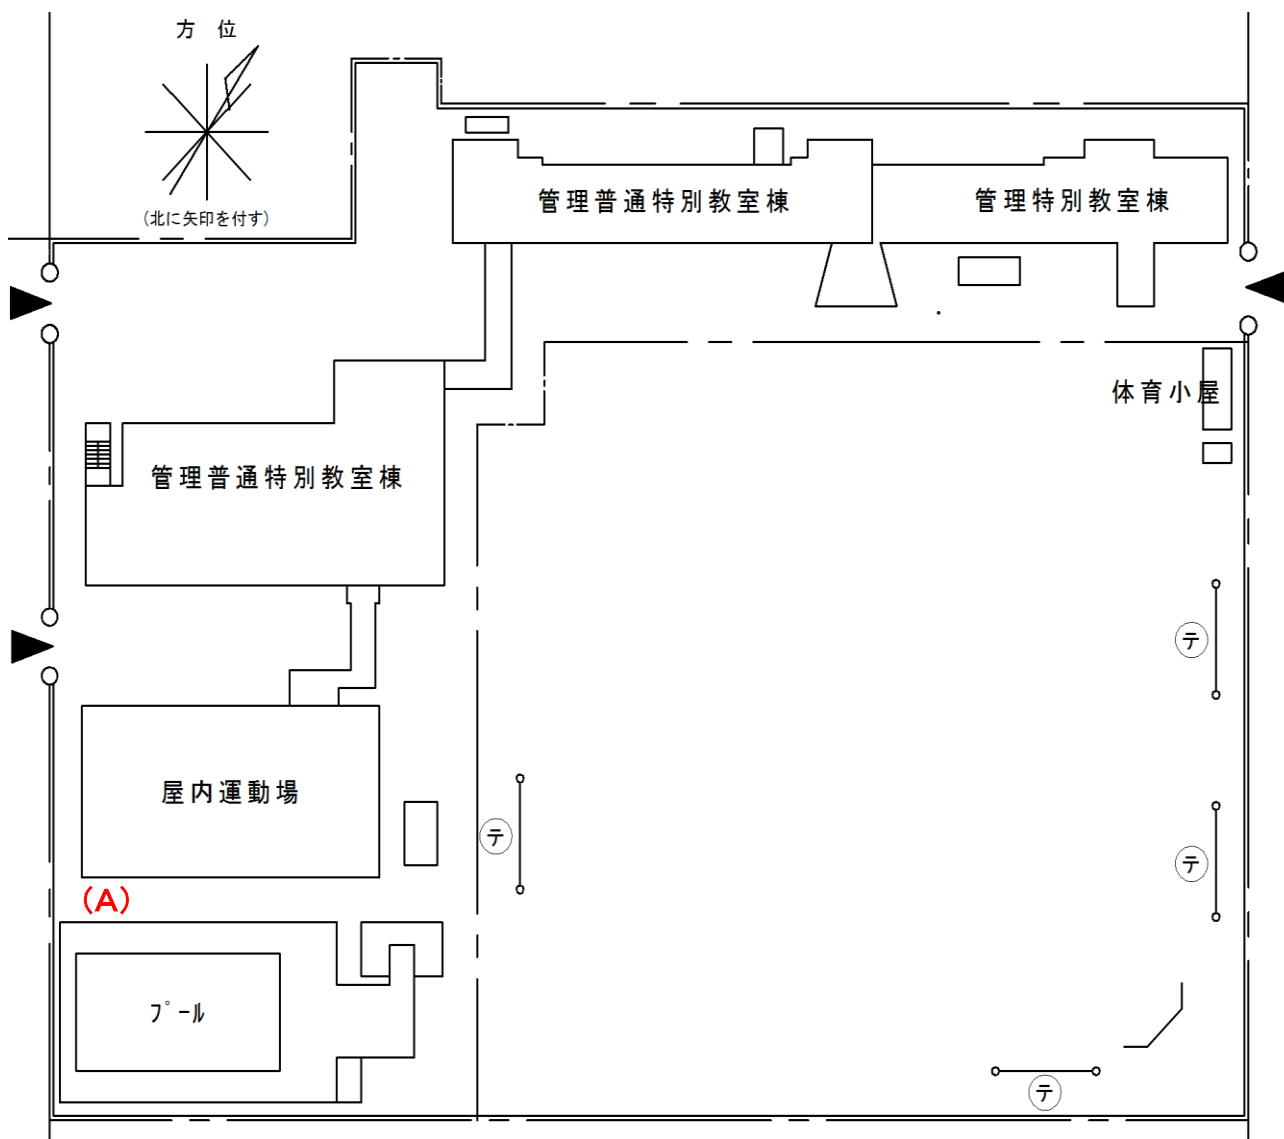 方 位
(北に矢印を付す)
管理普通特別教室棟
管理特別教室棟
体育小屋
管理普通特別教室棟
テ
屋内運動場
テ
テ
(A)
プール
テ